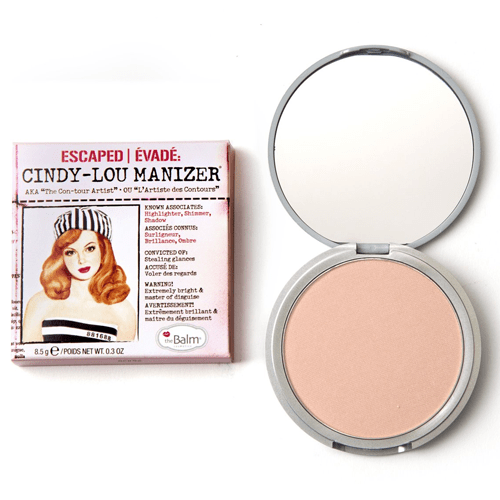 ESCAPED | ÉVADÉ:
CINDY-LOU MANIZER®
AKA "The Con-tour Artist" • OU "L'Artiste des Contours"
KNOWN ASSOCIATES:
Highlighter, Shimmer,
Shadow
ASSOCIÉS CONNUS:
Surligneur,
Brillance, Ombre
CONVICTED OF:
Stealing glances
ACCUSÉ DE:
Voler des regards
WARNING!
Extremely bright &
master of disguise
AVERTISSEMENT!
Extrêmement brillant &
maître du déguisement
theBalm®
8.5 g ℮ /POIDS NET WT. 0.3 OZ